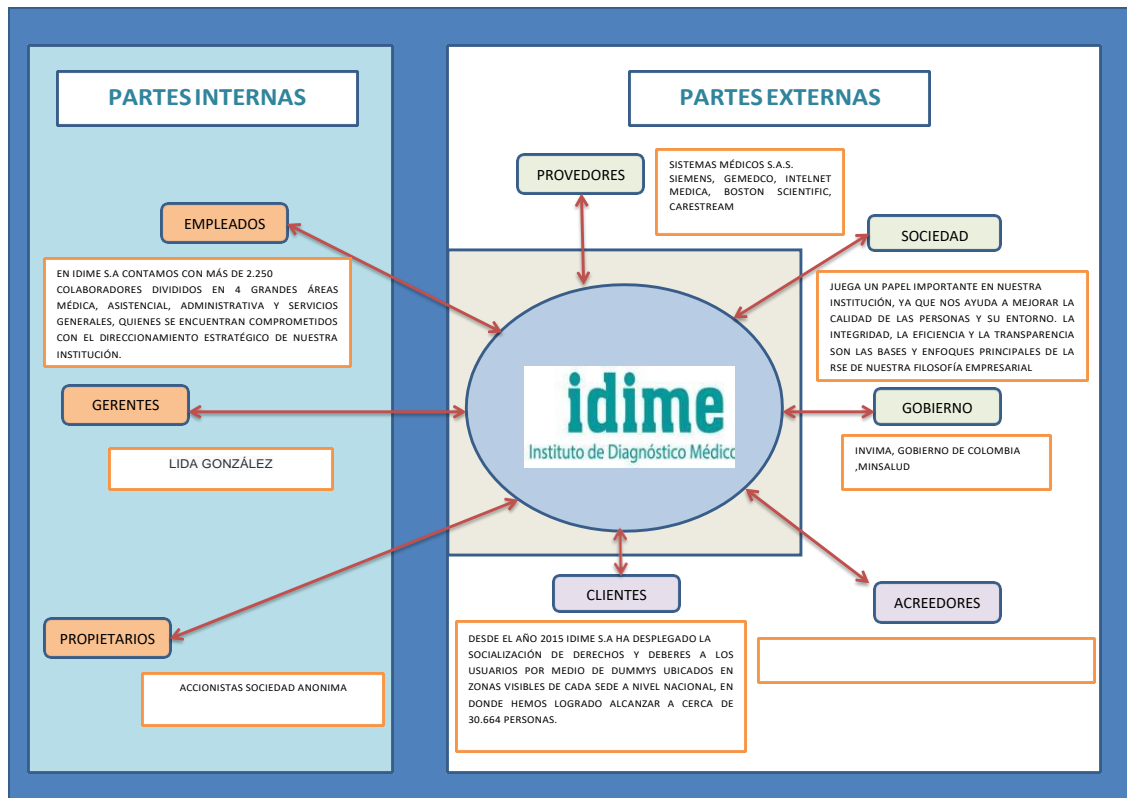 PARTES INTERNAS
EMPLEADOS
EN IDIME S.A CONTAMOS CON MÁS DE 2.250
COLABORADORES DIVIDIDOS EN 4 GRANDES ÁREAS
MÉDICA, ASISTENCIAL, ADMINISTRATIVA Y SERVICIOS
GENERALES, QUIENES SE ENCUENTRAN COMPROMETIDOS
CON EL DIRECCIONAMIENTO ESTRATÉGICO DE NUESTRA
INSTITUCIÓN.
GERENTES
LIDA GONZÁLEZ
PROPIETARIOS
ACCIONISTAS SOCIEDAD ANONIMA
PARTES EXTERNAS
PROVEDORES
SISTEMAS MÉDICOS S.A.S.
SIEMENS, GEMEDCO, INTELNET
MEDICA, BOSTON SCIENTIFIC,
CARESTREAM
SOCIEDAD
JUEGA UN PAPEL IMPORTANTE EN NUESTRA
INSTITUCIÓN, YA QUE NOS AYUDA A MEJORAR LA
CALIDAD DE LAS PERSONAS Y SU ENTORNO. LA
INTEGRIDAD, LA EFICIENCIA Y LA TRANSPARENCIA
SON LAS BASES Y ENFOQUES PRINCIPALES DE LA
RSE DE NUESTRA FILOSOFÍA EMPRESARIAL
idime
Instituto de Diagnóstico Médico
GOBIERNO
INVIMA, GOBIERNO DE COLOMBIA
,MINSALUD
CLIENTES
DESDE EL AÑO 2015 IDIME S.A HA DESPLEGADO LA
SOCIALIZACIÓN DE DERECHOS Y DEBERES A LOS
USUARIOS POR MEDIO DE DUMMYS UBICADOS EN
ZONAS VISIBLES DE CADA SEDE A NIVEL NACIONAL, EN
DONDE HEMOS LOGRADO ALCANZAR A CERCA DE
30.664 PERSONAS.
ACREEDORES